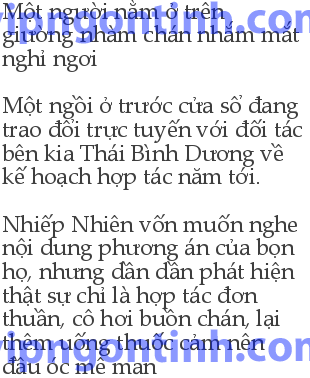 Một người nằm ở trên
giường nhàm chán nhắm mắt
nghỉ ngơi
Một ngồi ở trước cửa sổ đang
trao đổi trực tuyến với đối tác
bên kia Thái Bình Dương về
kế hoạch hợp tác năm tới.
Nhiếp Nhiên vốn muốn nghe
nội dung phương án của bọn
họ, nhưng dần dần phát hiện
thật sự chỉ là hợp tác đơn
thuần, cô hơi buồn chán, lại
thêm uống thuốc cảm nên
đầu óc mê man
vipngontinh.com
vipngontinh.com